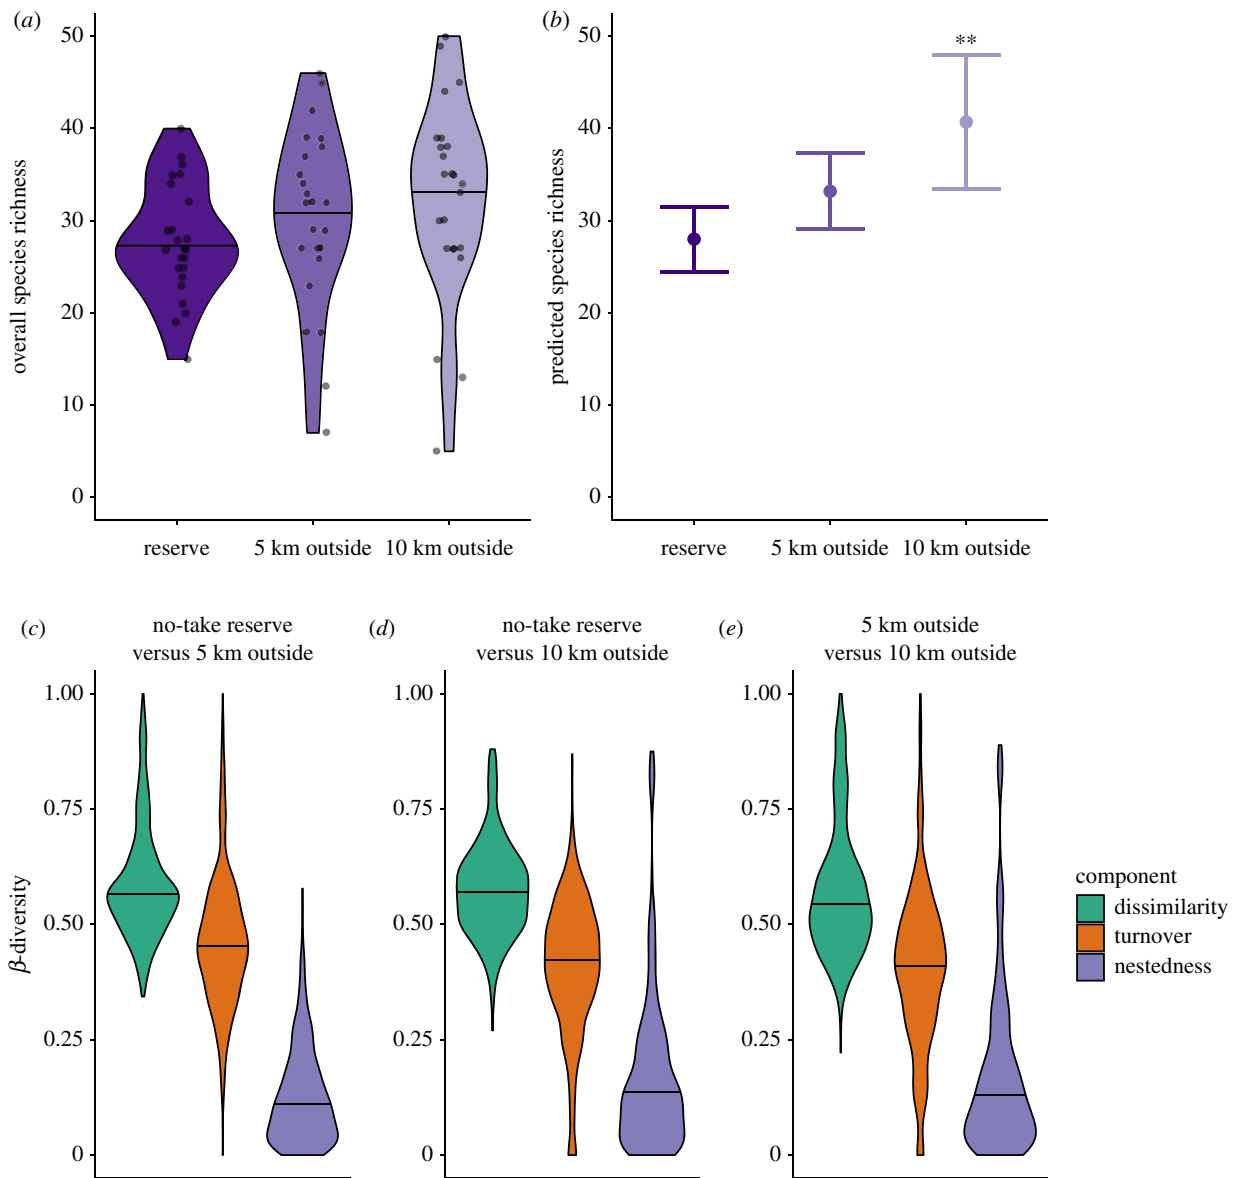 (a)
overall species richness
50
40
30
20
10
0
reserve
5 km outside
10 km outside
(b)
predicted species richness
50
40
30
20
10
0
**
reserve
5 km outside
10 km outside
(c)
no-take reserve
versus 5 km outside
β-diversity
1.00
0.75
0.50
0.25
0
(d)
no-take reserve
versus 10 km outside
1.00
0.75
0.50
0.25
0
(e)
5 km outside
versus 10 km outside
1.00
0.75
0.50
0.25
0
component
dissimilarity
turnover
nestedness